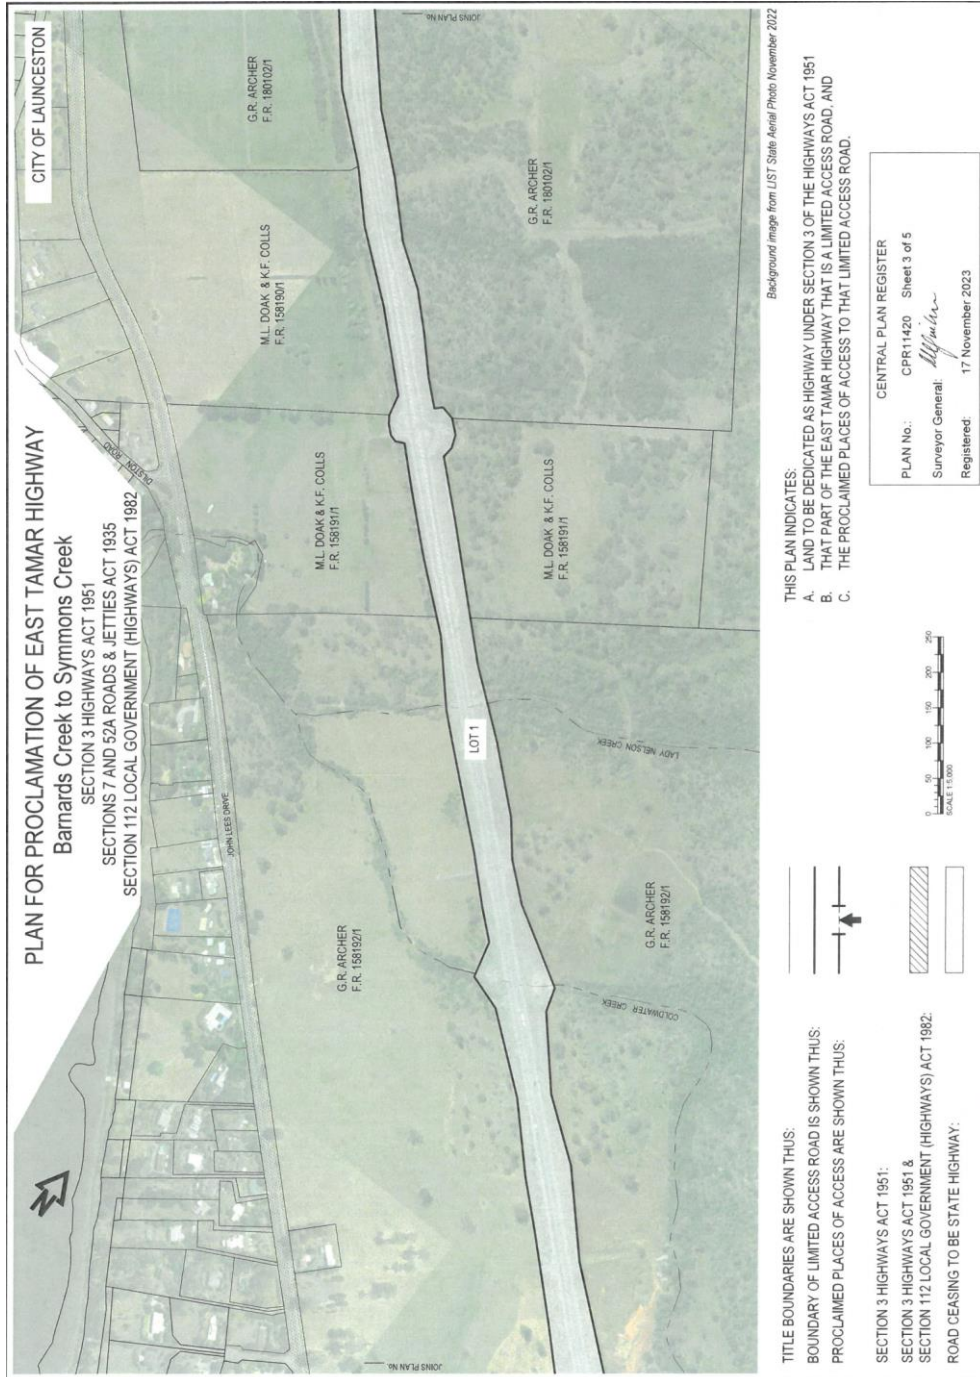 PLAN FOR PROCLAMATION OF EAST TAMAR HIGHWAY
Barnards Creek to Symmons Creek
SECTION 3 HIGHWAYS ACT 1951
SECTIONS 7 AND 52A ROADS & JETTIES ACT 1935
SECTION 112 LOCAL GOVERNMENT (HIGHWAYS) ACT 1982
CITY OF LAUNCESTON
N
DILSTON ROAD
JOHN LEES DRIVE
G.R. ARCHER
F.R. 158192/1
M.L. DOAK & K.F. COLLS
F.R. 158191/1
M.L. DOAK & K.F. COLLS
F.R. 158190/1
G.R. ARCHER
F.R. 180102/1
LOT 1
JOINS PLAN No.
JOINS PLAN No.
COLDWATER CREEK
G.R. ARCHER
F.R. 158192/1
LADY NELSON CREEK
M.L. DOAK & K.F. COLLS
F.R. 158191/1
G.R. ARCHER
F.R. 180102/1
Background image from LIST State Aerial Photo November 2022
TITLE BOUNDARIES ARE SHOWN THUS:
BOUNDARY OF LIMITED ACCESS ROAD IS SHOWN THUS:
PROCLAIMED PLACES OF ACCESS ARE SHOWN THUS:
SECTION 3 HIGHWAYS ACT 1951:
SECTION 3 HIGHWAYS ACT 1951 &
SECTION 112 LOCAL GOVERNMENT (HIGHWAYS) ACT 1982:
ROAD CEASING TO BE STATE HIGHWAY:
0 50 100 150 200 250
SCALE 1:5,000
THIS PLAN INDICATES:
A. LAND TO BE DEDICATED AS HIGHWAY UNDER SECTION 3 OF THE HIGHWAYS ACT 1951
B. THAT PART OF THE EAST TAMAR HIGHWAY THAT IS A LIMITED ACCESS ROAD, AND
C. THE PROCLAIMED PLACES OF ACCESS TO THAT LIMITED ACCESS ROAD.
CENTRAL PLAN REGISTER
PLAN No.: CPR11420 Sheet 3 of 5
Surveyor General:
Registered: 17 November 2023